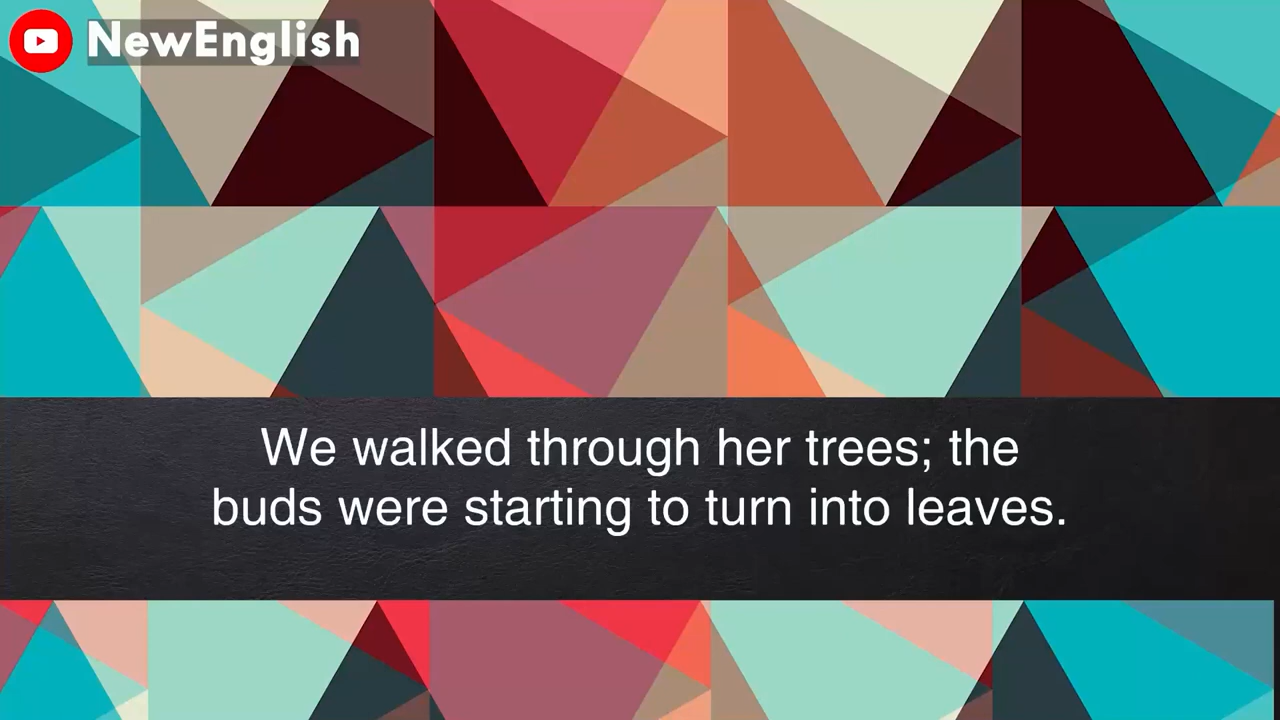 NewEnglish
We walked through her trees; the
buds were starting to turn into leaves.